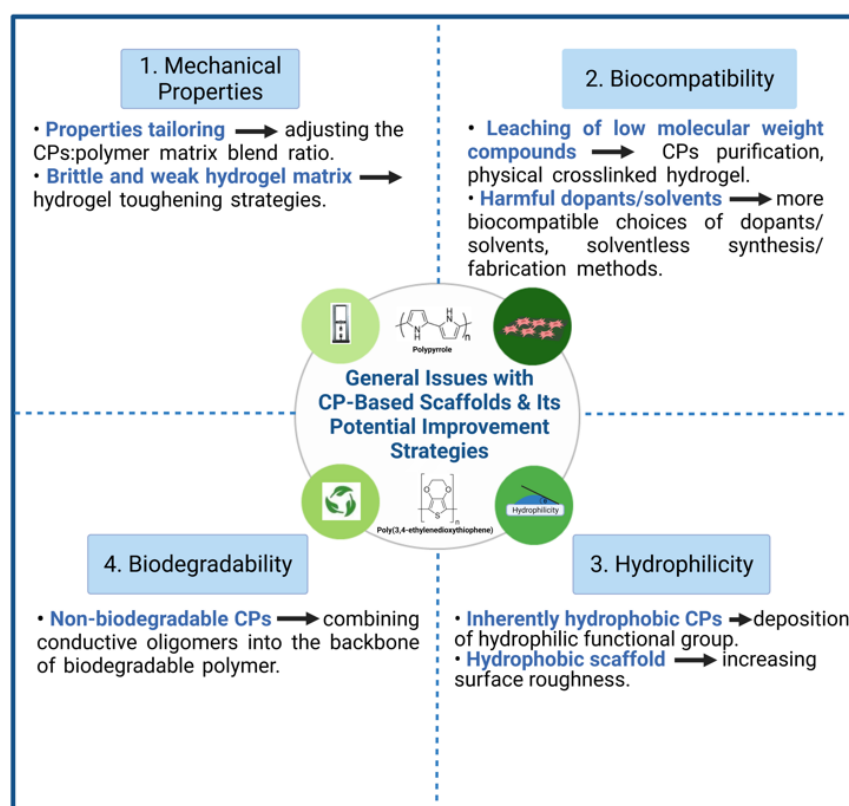 1. Mechanical
Properties
• Properties tailoring ⟶ adjusting the
CPs:polymer matrix blend ratio.
• Brittle and weak hydrogel matrix ⟶
hydrogel toughening strategies.
2. Biocompatibility
• Leaching of low molecular weight
compounds ⟶ CPs purification,
physical crosslinked hydrogel.
• Harmful dopants/solvents ⟶ more
biocompatible choices of dopants/
solvents, solventless synthesis/
fabrication methods.
H
N
N
H
n
Polypyrrole
General Issues with
CP-Based Scaffolds & Its
Potential Improvement
Strategies
O O
S
n
Poly(3,4-ethylenedioxythiophene)
Hydrophilicity
3. Hydrophilicity
• Inherently hydrophobic CPs ⟶ deposition
of hydrophilic functional group.
• Hydrophobic scaffold ⟶ increasing
surface roughness.
4. Biodegradability
• Non-biodegradable CPs ⟶ combining
conductive oligomers into the backbone
of biodegradable polymer.